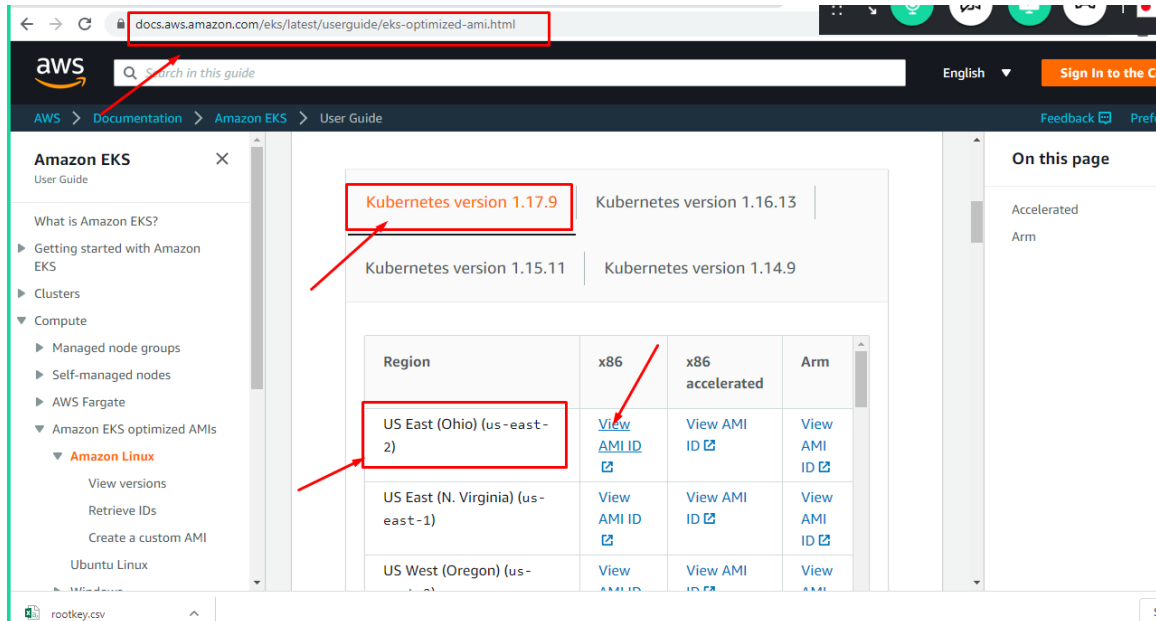 docs.aws.amazon.com/eks/latest/userguide/eks-optimized-ami.html
aws
Search in this guide
English
Sign In to the C
AWS > Documentation > Amazon EKS > User Guide
Feedback
Pref
Amazon EKS
User Guide
What is Amazon EKS?
Getting started with Amazon
EKS
Clusters
Compute
Managed node groups
Self-managed nodes
AWS Fargate
Amazon EKS optimized AMIs
Amazon Linux
View versions
Retrieve IDs
Create a custom AMI
Ubuntu Linux
Windows
Kubernetes version 1.17.9
Kubernetes version 1.16.13
Kubernetes version 1.15.11
Kubernetes version 1.14.9
Region
x86
x86
accelerated
Arm
US East (Ohio) (us-east-
2)
View
AMI ID
View AMI
ID
View
AMI
ID
US East (N. Virginia) (us-
east-1)
View
AMI ID
View AMI
ID
View
AMI
ID
US West (Oregon) (us-
View
AMI ID
View AMI
ID
View
AMI
On this page
Accelerated
Arm
rootkey.csv